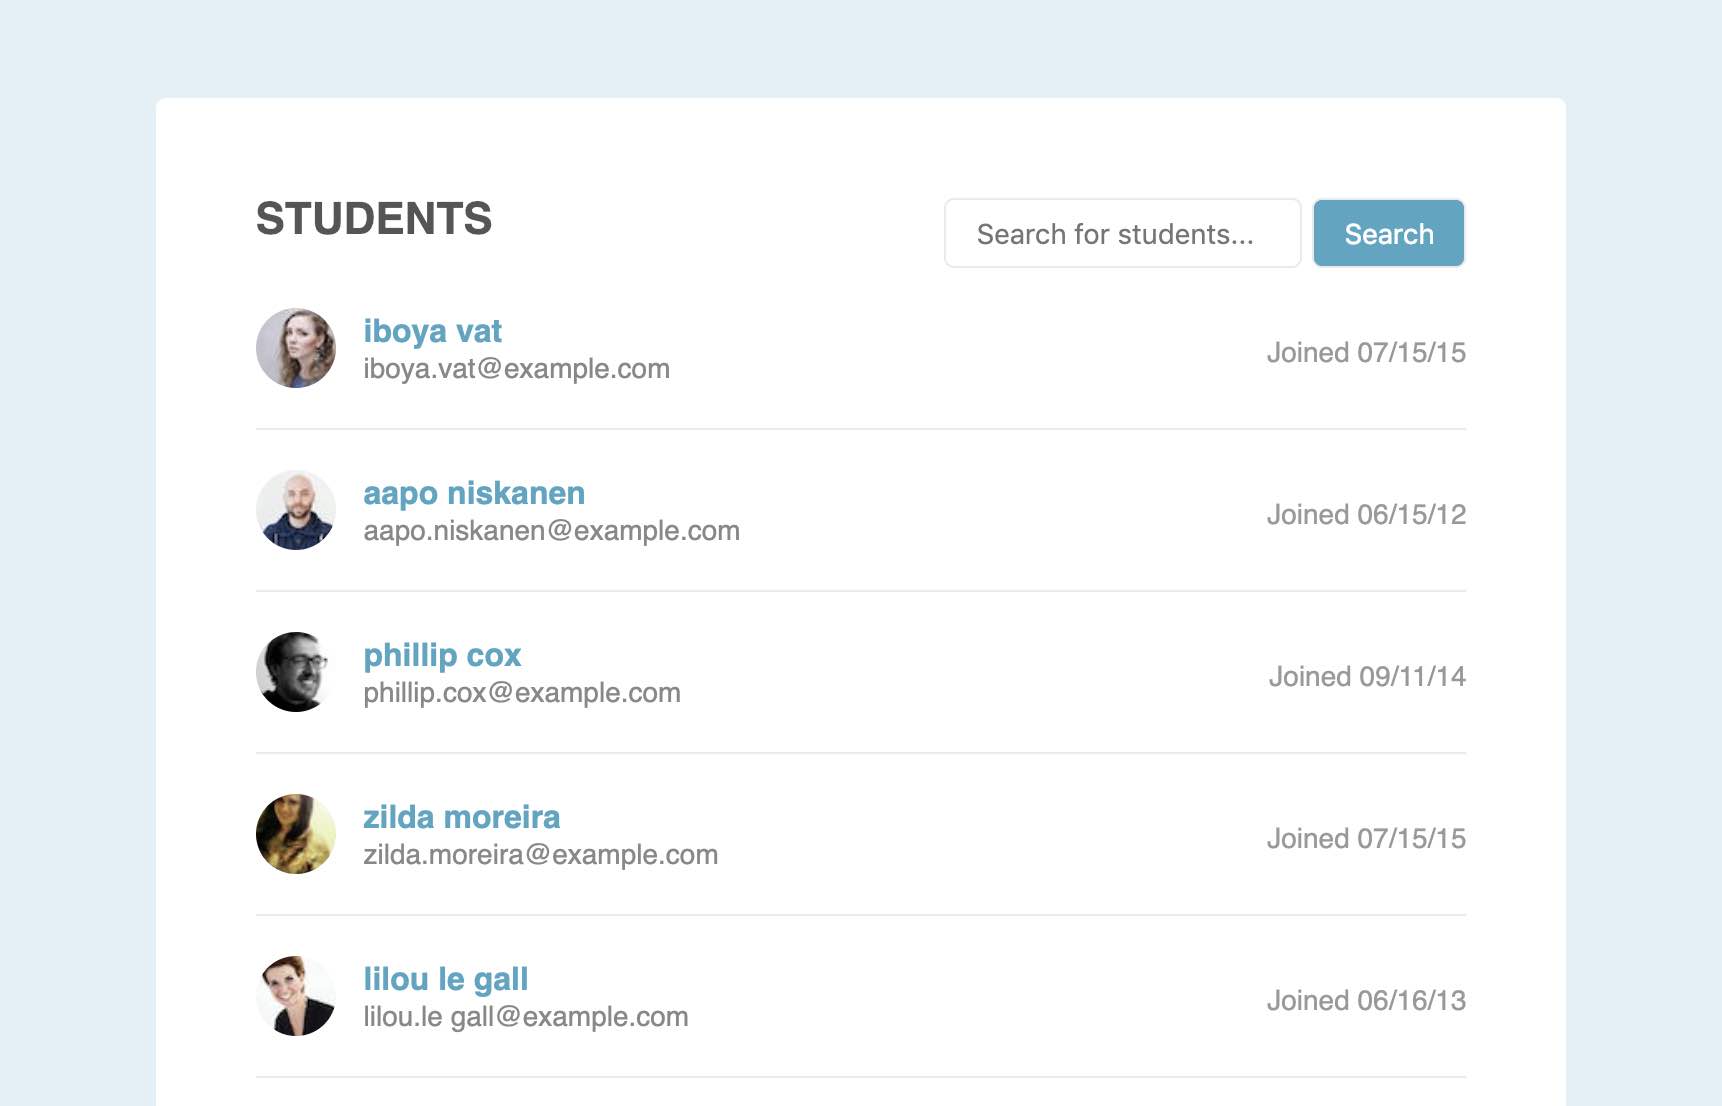 STUDENTS
Search for students...
Search
iboya vat
iboya.vat@example.com
Joined 07/15/15
aapo niskanen
aapo.niskanen@example.com
Joined 06/15/12
phillip cox
phillip.cox@example.com
Joined 09/11/14
zilda moreira
zilda.moreira@example.com
Joined 07/15/15
lilou le gall
lilou.le gall@example.com
Joined 06/16/13